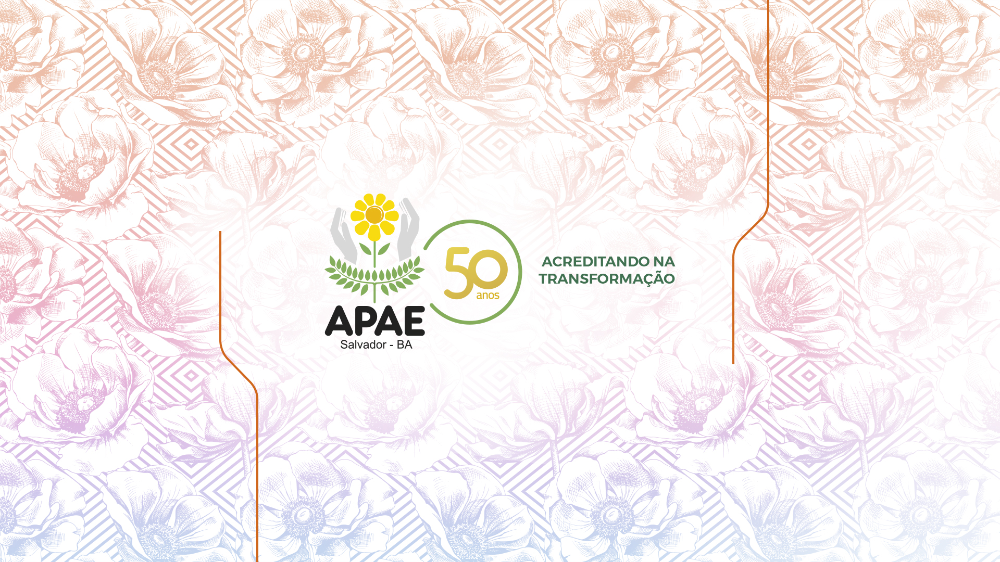 50
anos
ACREDITANDO NA
TRANSFORMAÇÃO
APAE
Salvador - BA